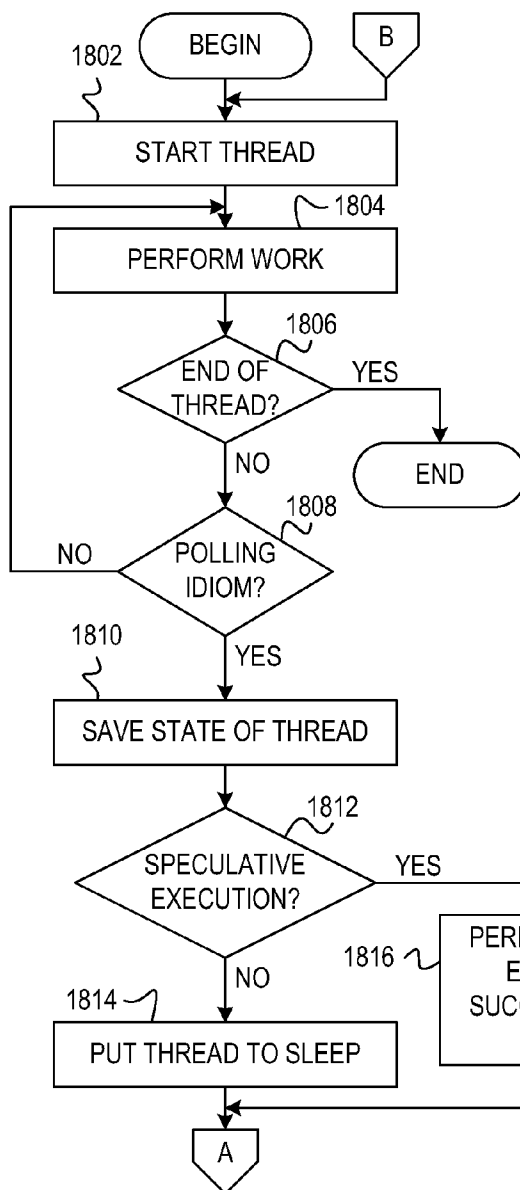 BEGIN
B
1802
START THREAD
1804
PERFORM WORK
1806
END OF
THREAD?
YES
NO
END
1808
POLLING
IDIOM?
NO
YES
1810
SAVE STATE OF THREAD
1812
SPECULATIVE
EXECUTION?
YES
NO
1816
1814
PUT THREAD TO SLEEP
A